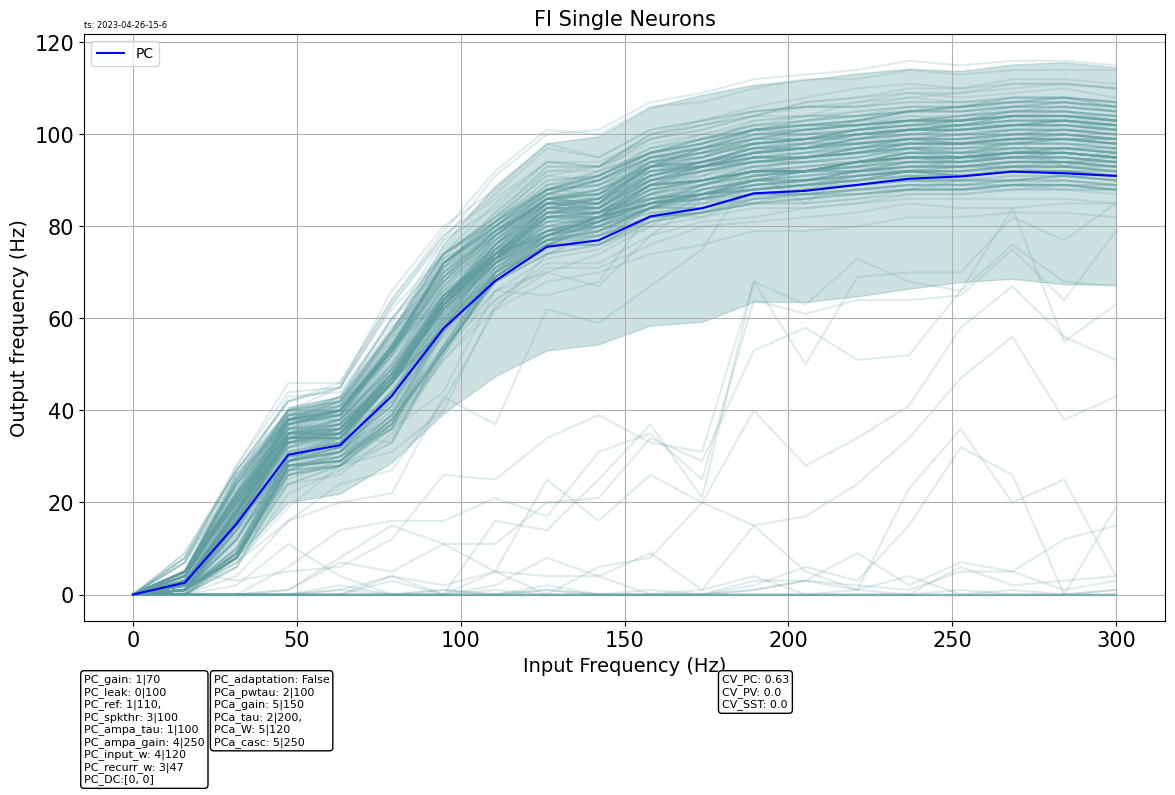 FI Single Neurons
ts: 2023-04-26-15-6
PC
Output frequency (Hz)
120
100
80
60
40
20
0
0 50 100 150 200 250 300
Input Frequency (Hz)
PC_gain: 1|70
PC_leak: 0|100
PC_ref: 1|110,
PC_spkthr: 3|100
PC_ampa_tau: 1|100
PC_ampa_gain: 4|250
PC_input_w: 4|120
PC_recurr_w: 3|47
PC_DC:[0, 0]
PC_adaptation: False
PCa_pwtau: 2|100
PCa_gain: 5|150
PCa_tau: 2|200,
PCa_W: 5|120
PCa_casc: 5|250
CV_PC: 0.63
CV_PV: 0.0
CV_SST: 0.0